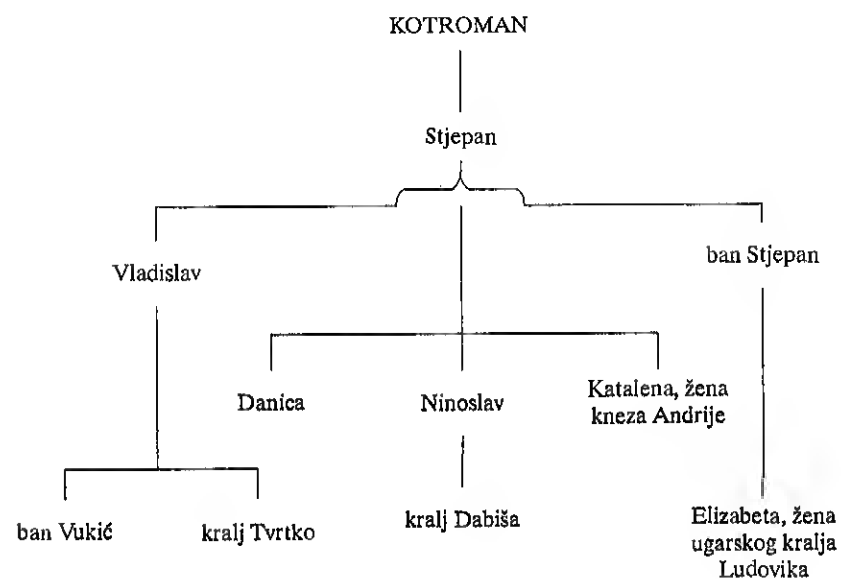 KOTROMAN
Stjepan
Vladislav
ban Stjepan
Danica
Ninoslav
Katalena, žena
kneza Andrije
ban Vukić
kralj Tvrtko
kralj Dabiša
Elizabeta, žena
ugarskog kralja
Ludovika